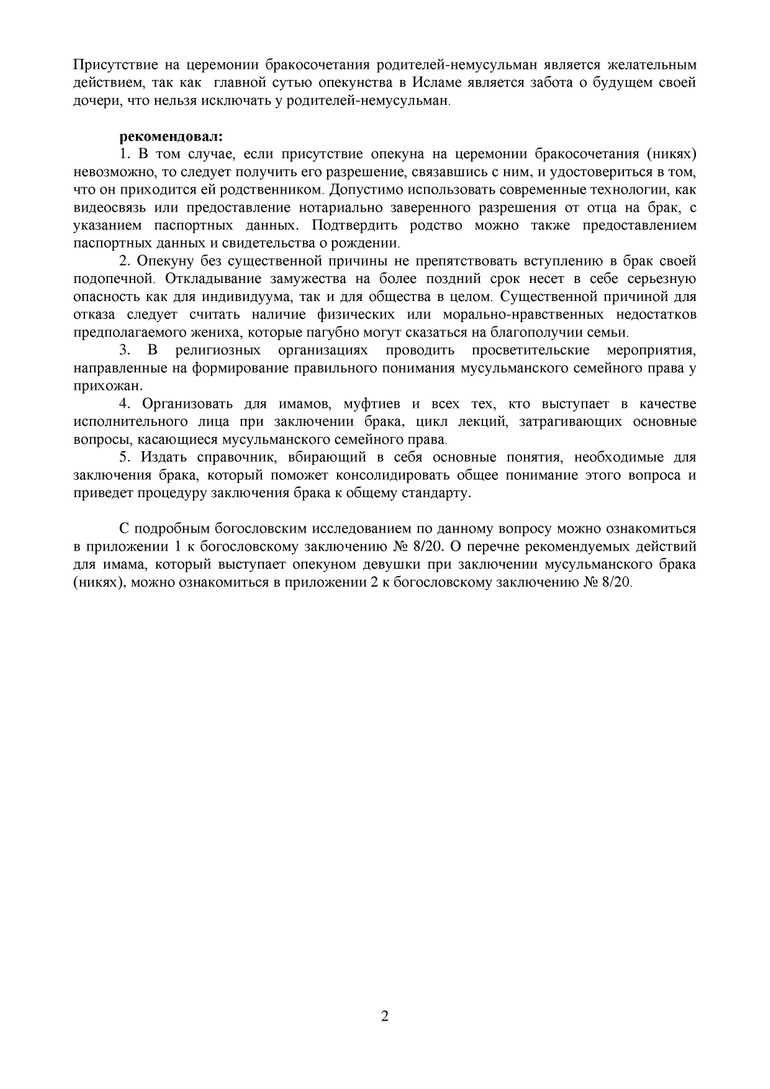 Присутствие на церемонии бракосочетания родителей-немусульман является желательным
действием, так как главной сутью опекунства в Исламе является забота о будущем своей
дочери, что нельзя исключать у родителей-немусульман.
рекомендовал:
1. В том случае, если присутствие опекуна на церемонии бракосочетания (никях)
невозможно, то следует получить его разрешение, связавшись с ним, и удостовериться в том,
что он приходится ей родственником. Допустимо использовать современные технологии, как
видеосвязь или предоставление нотариально заверенного разрешения от отца на брак, с
указанием паспортных данных. Подтвердить родство можно также предоставлением
паспортных данных и свидетельства о рождении.
2. Опекуну без существенной причины не препятствовать вступлению в брак своей
подопечной. Откладывание замужества на более поздний срок несет в себе серьезную
опасность как для индивидуума, так и для общества в целом. Существенной причиной для
отказа следует считать наличие физических или морально-нравственных недостатков
предполагаемого жениха, которые пагубно могут сказаться на благополучии семьи.
3. В религиозных организациях проводить просветительские мероприятия,
направленные на формирование правильного понимания мусульманского семейного права у
прихожан.
4. Организовать для имамов, муфтиев и всех тех, кто выступает в качестве
исполнительного лица при заключении брака, цикл лекций, затрагивающих основные
вопросы, касающиеся мусульманского семейного права.
5. Издать справочник, вбирающий в себя основные понятия, необходимые для
заключения брака, который поможет консолидировать общее понимание этого вопроса и
приведет процедуру заключения брака к общему стандарту.
С подробным богословским исследованием по данному вопросу можно ознакомиться
в приложении 1 к богословскому заключению № 8/20. О перечне рекомендуемых действий
для имама, который выступает опекуном девушки при заключении мусульманского брака
(никях), можно ознакомиться в приложении 2 к богословскому заключению № 8/20.
2